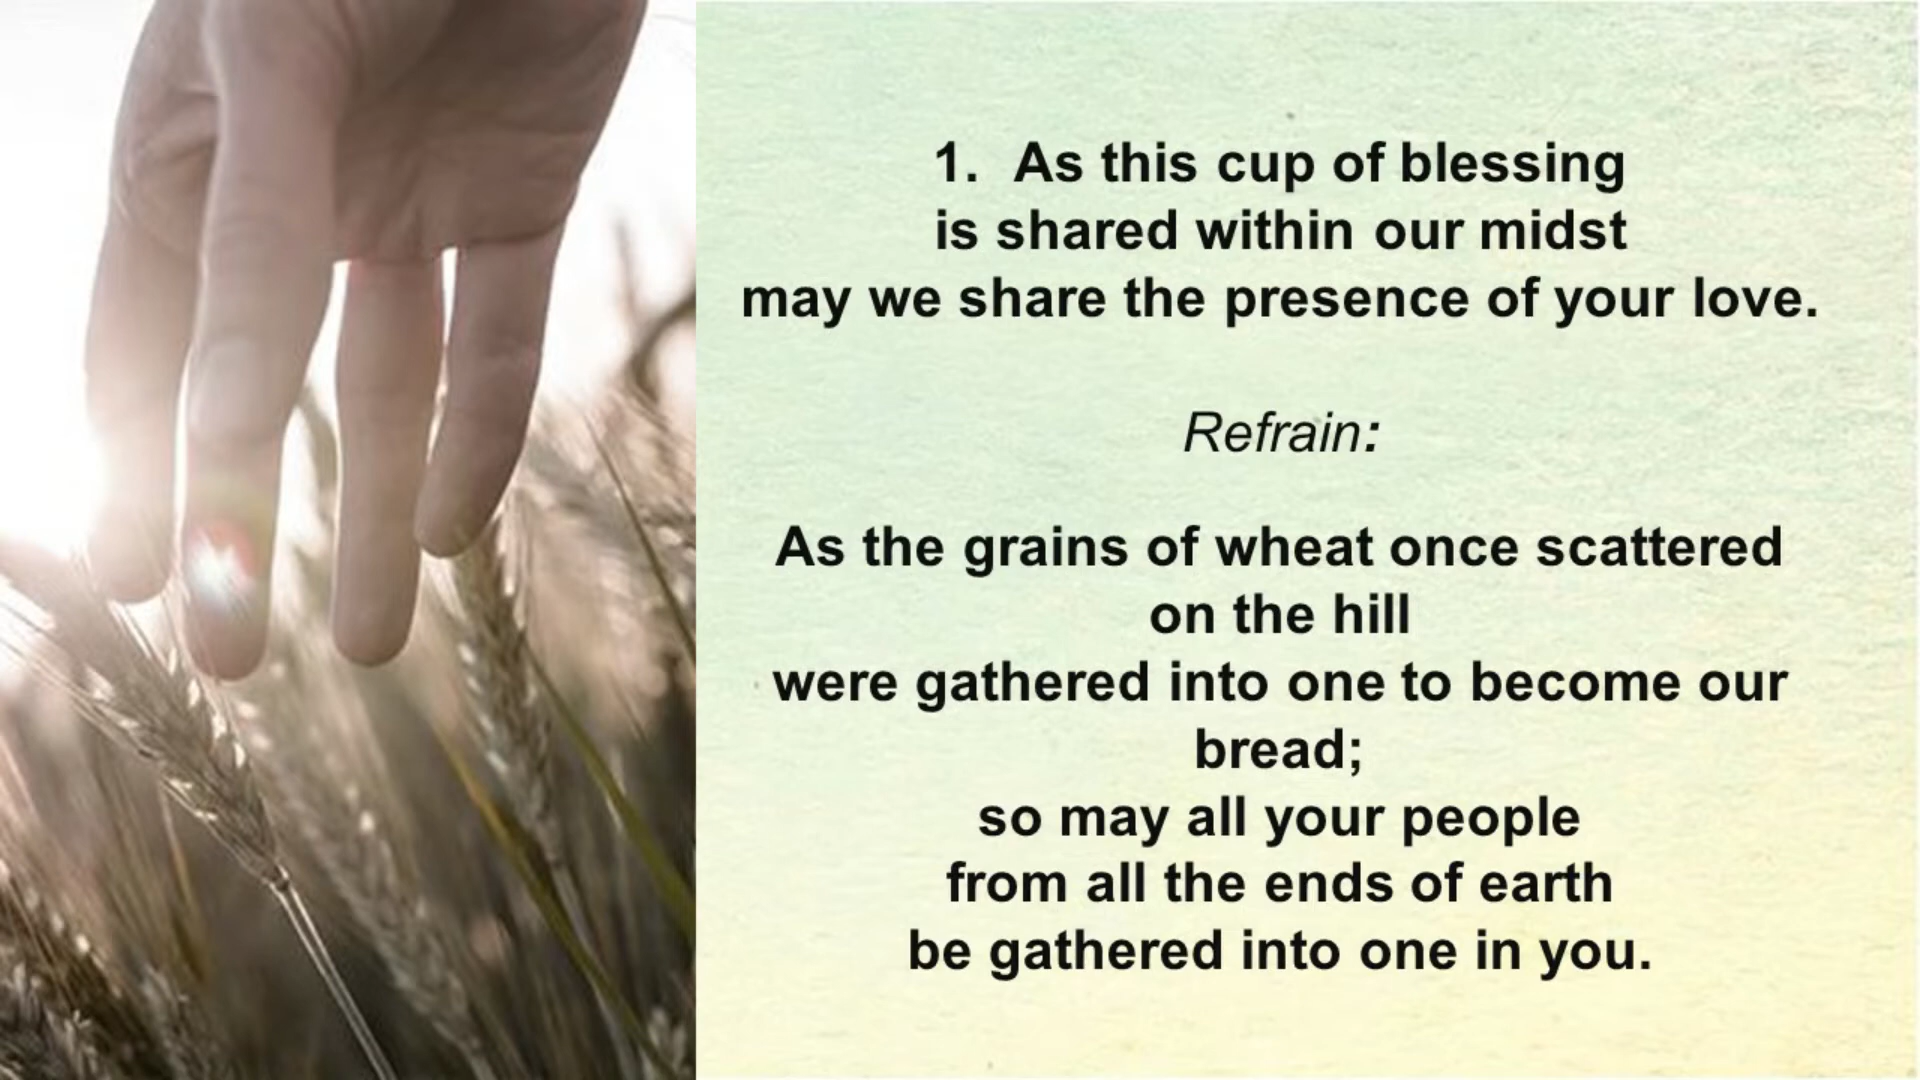 1. As this cup of blessing
is shared within our midst
may we share the presence of your love.
Refrain:
As the grains of wheat once scattered
on the hill
were gathered into one to become our
bread;
so may all your people
from all the ends of earth
be gathered into one in you.